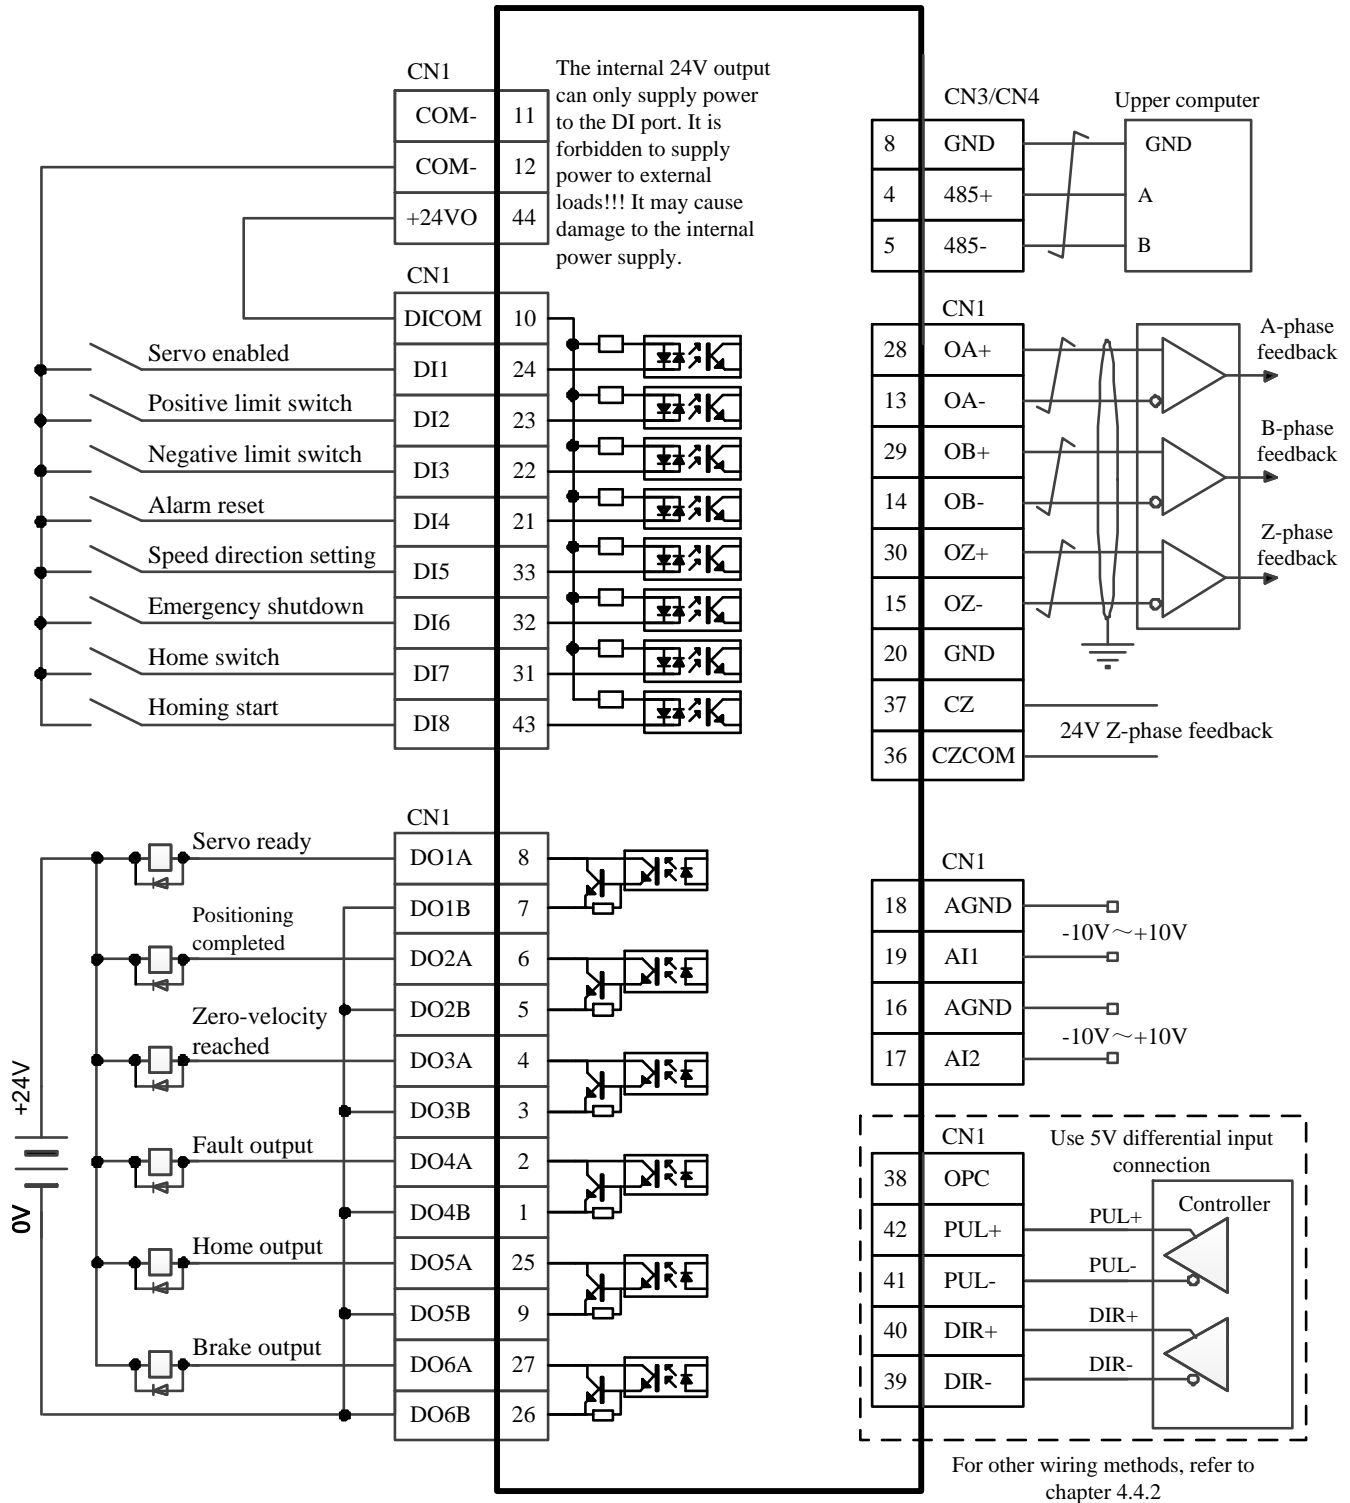 CN1
COM- 11
COM- 12
+24VO 44
The internal 24V output
can only supply power
to the DI port. It is
forbidden to supply
power to external
loads!!! It may cause
damage to the internal
power supply.
CN1
DICOM 10
Servo enabled
DI1 24
Positive limit switch
DI2 23
Negative limit switch
DI3 22
Alarm reset
DI4 21
Speed direction setting
DI5 33
Emergency shutdown
DI6 32
Home switch
DI7 31
Homing start
DI8 43
CN1
Servo ready
DO1A 8
DO1B 7
Positioning
completed
DO2A 6
DO2B 5
Zero-velocity
reached
DO3A 4
DO3B 3
Fault output
DO4A 2
DO4B 1
Home output
DO5A 25
DO5B 9
Brake output
DO6A 27
DO6B 26
+24V
0V
CN3/CN4
Upper computer
8 GND
GND
4 485+
A
5 485-
B
CN1
28 OA+
13 OA-
29 OB+
14 OB-
30 OZ+
15 OZ-
20 GND
37 CZ
36 CZCOM
A-phase
feedback
B-phase
feedback
Z-phase
feedback
24V Z-phase feedback
CN1
18 AGND
19 AI1
-10V～+10V
16 AGND
17 AI2
-10V～+10V
CN1
Use 5V differential input
connection
38 OPC
42 PUL+
41 PUL-
40 DIR+
39 DIR-
Controller
PUL+
PUL-
DIR+
DIR-
For other wiring methods, refer to
chapter 4.4.2